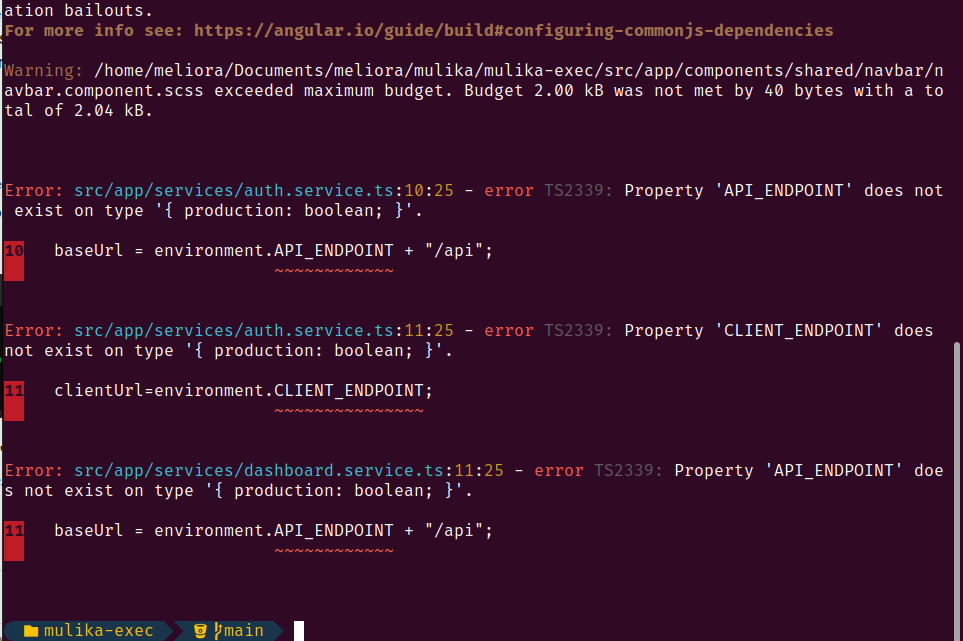 ation bailouts.
For more info see: https://angular.io/guide/build#configuring-commonjs-dependencies
Warning: /home/meliora/Documents/meliora/mulika/mulika-exec/src/app/components/shared/navbar/n
avbar.component.scss exceeded maximum budget. Budget 2.00 kB was not met by 40 bytes with a to
tal of 2.04 kB.
Error: src/app/services/auth.service.ts:10:25 - error TS2339: Property 'API_ENDPOINT' does not
 exist on type '{ production: boolean; }'.
10   baseUrl = environment.API_ENDPOINT + "/api";
                           ~~~~~~~~~~~~
Error: src/app/services/auth.service.ts:11:25 - error TS2339: Property 'CLIENT_ENDPOINT' does
not exist on type '{ production: boolean; }'.
11   clientUrl=environment.CLIENT_ENDPOINT;
                           ~~~~~~~~~~~~~~~
Error: src/app/services/dashboard.service.ts:11:25 - error TS2339: Property 'API_ENDPOINT' doe
s not exist on type '{ production: boolean; }'.
11   baseUrl = environment.API_ENDPOINT + "/api";
                           ~~~~~~~~~~~~
mulika-exec main